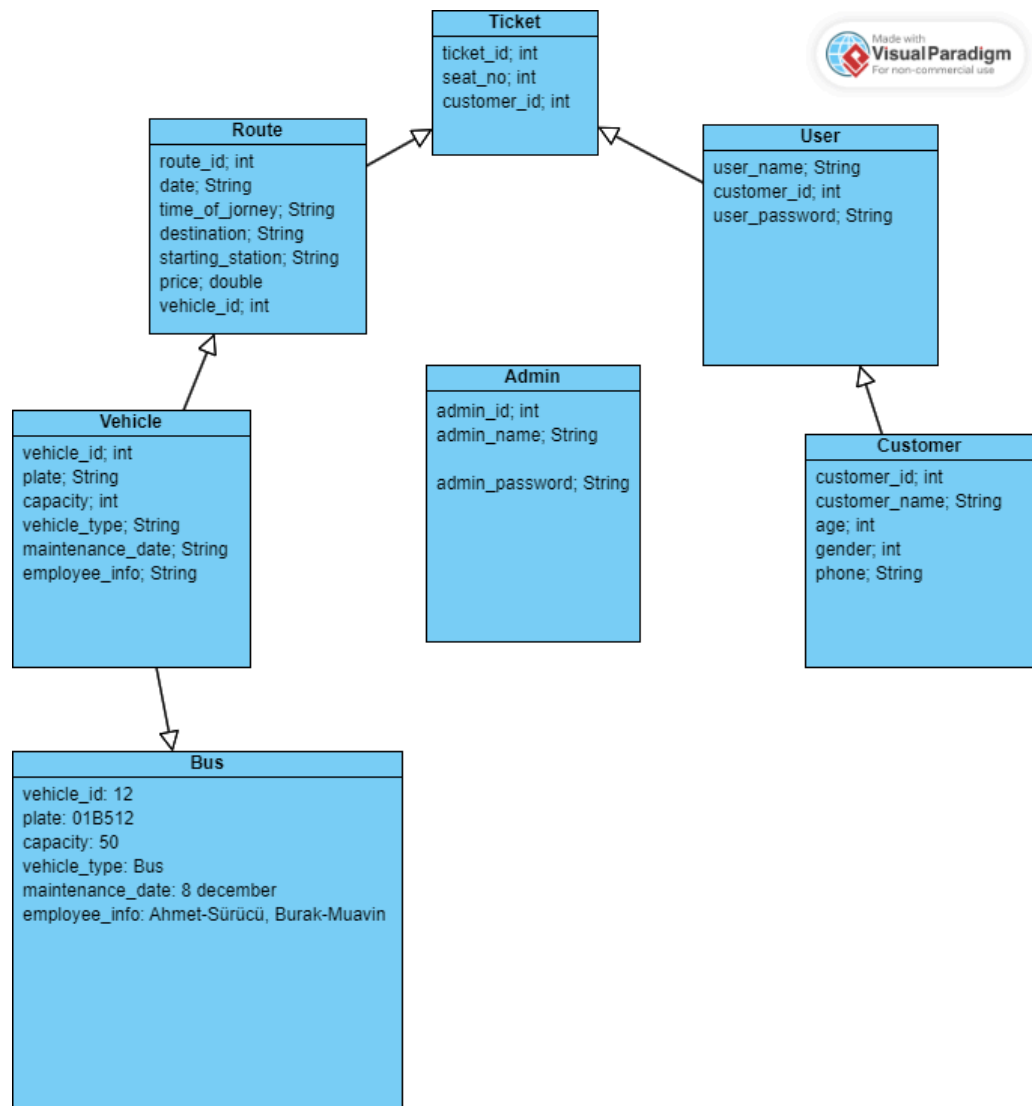 Ticket
ticket_id; int
seat_no; int
customer_id; int
Made with
Visual Paradigm
For non-commercial use
Route
route_id; int
date; String
time_of_jorney; String
destination; String
starting_station; String
price; double
vehicle_id; int
User
user_name; String
customer_id; int
user_password; String
Admin
admin_id; int
admin_name; String
admin_password; String
Vehicle
vehicle_id; int
plate; String
capacity; int
vehicle_type; String
maintenance_date; String
employee_info; String
Customer
customer_id; int
customer_name; String
age; int
gender; int
phone; String
Bus
vehicle_id: 12
plate: 01B512
capacity: 50
vehicle_type: Bus
maintenance_date: 8 december
employee_info: Ahmet-Sürücü, Burak-Muavin